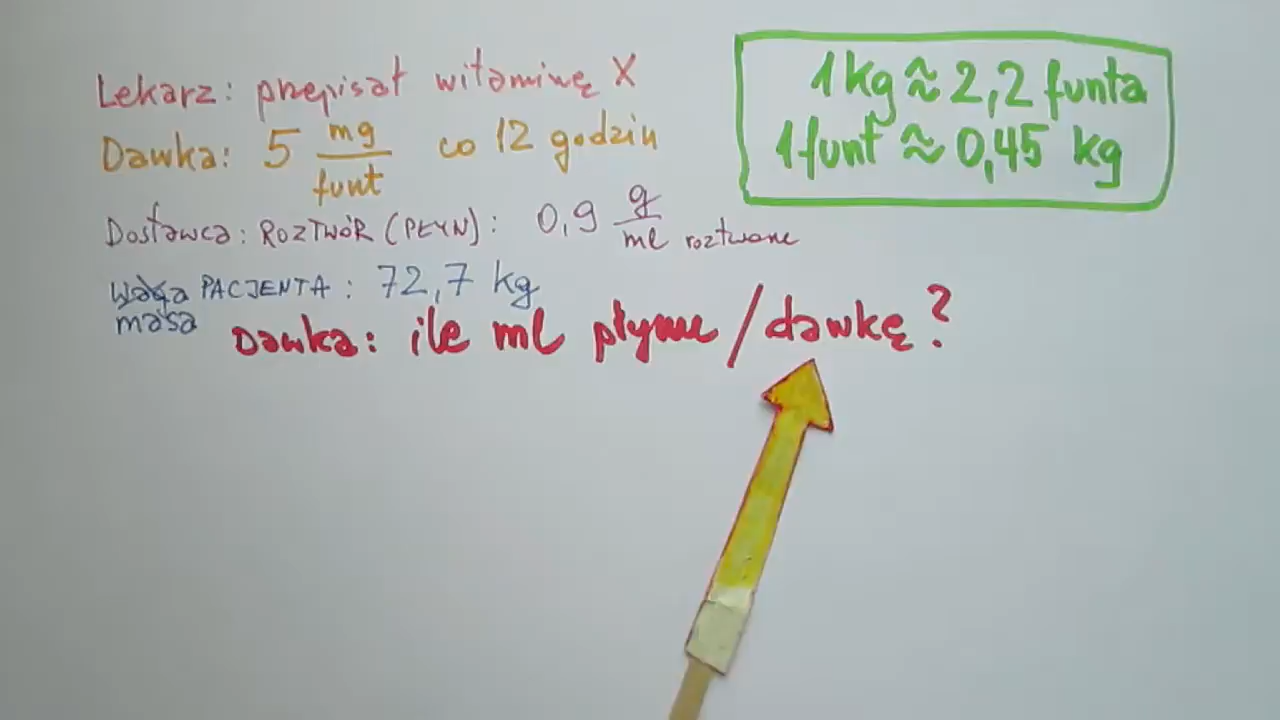 Lekarz: przepisał witaminę X
Dawka: 5 mg/funt co 12 godzin
Dostawca: ROZTWÓR (PŁYN): 0,9 g/ml roztworu
Waga PACJENTA: 72,7 kg
masa
Dawka: ile ml płynu / dawkę?
1 kg ≈ 2,2 funta
1 funt ≈ 0,45 kg